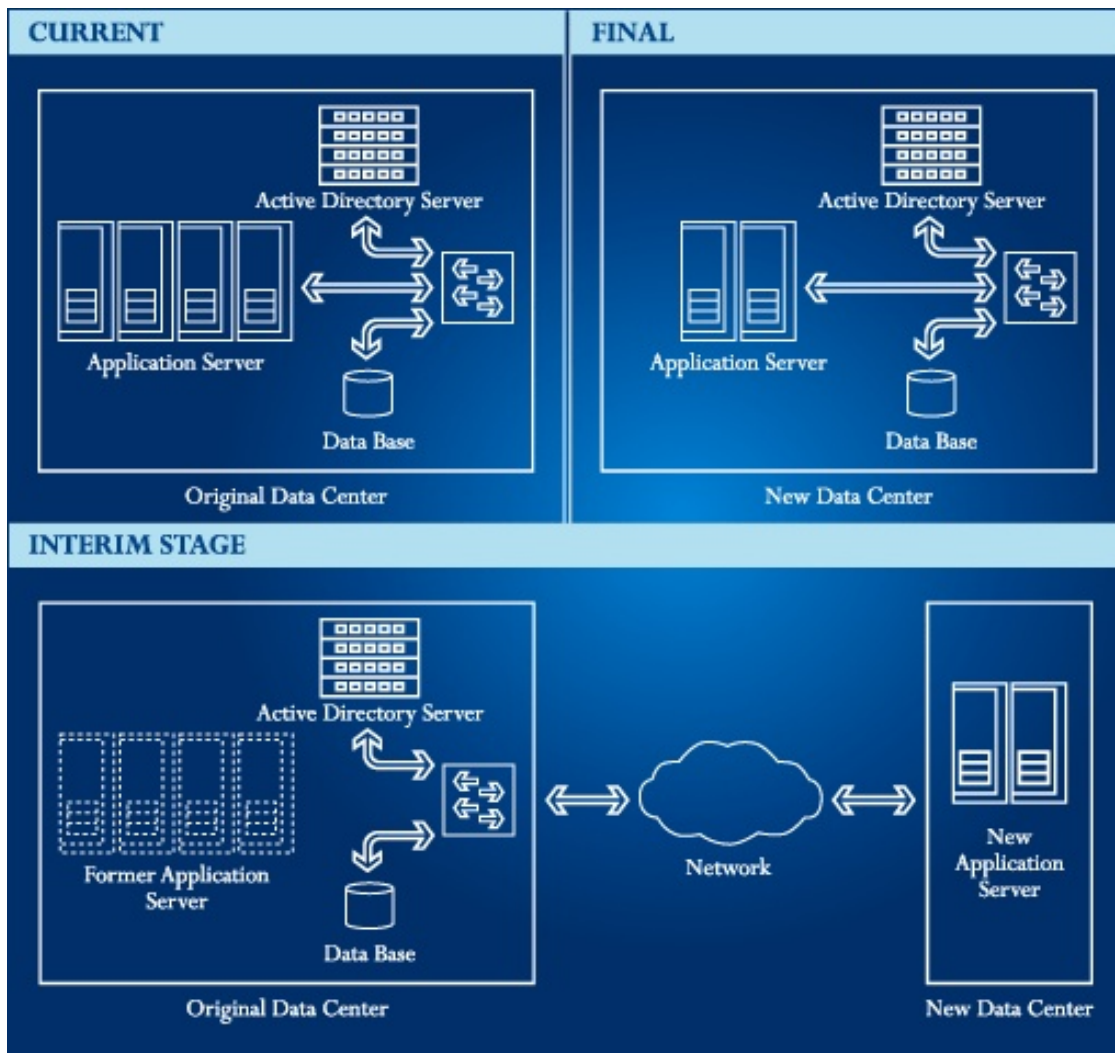 CURRENT
Active Directory Server
Application Server
Data Base
Original Data Center
FINAL
Active Directory Server
Application Server
Data Base
New Data Center
INTERIM STAGE
Active Directory Server
Former Application
Server
Data Base
Original Data Center
Network
New
Application
Server
New Data Center